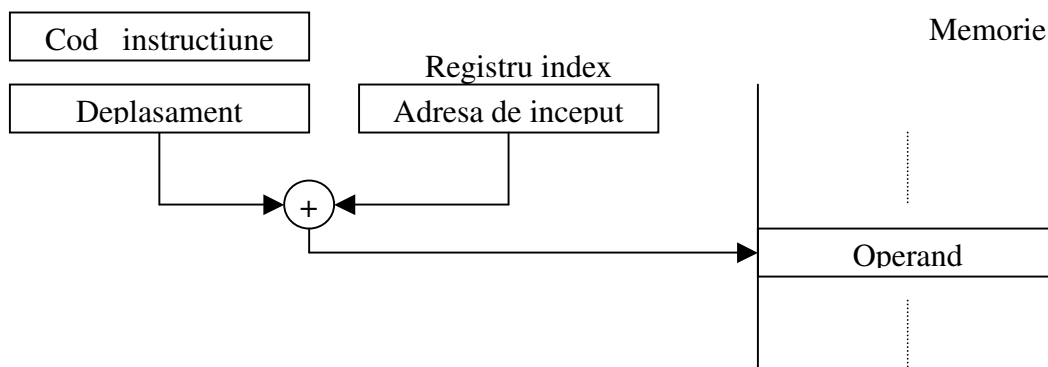 Cod instructiune
Memorie
Registru index
Deplasament
Adresa de inceput
+
Operand